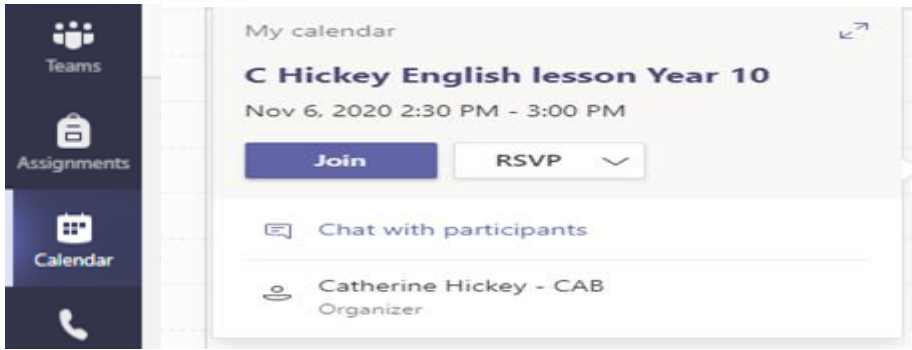 Teams
Assignments
Calendar
My calendar
C Hickey English lesson Year 10
Nov 6, 2020 2:30 PM - 3:00 PM
Join RSVP
Chat with participants
Catherine Hickey - CAB
Organizer